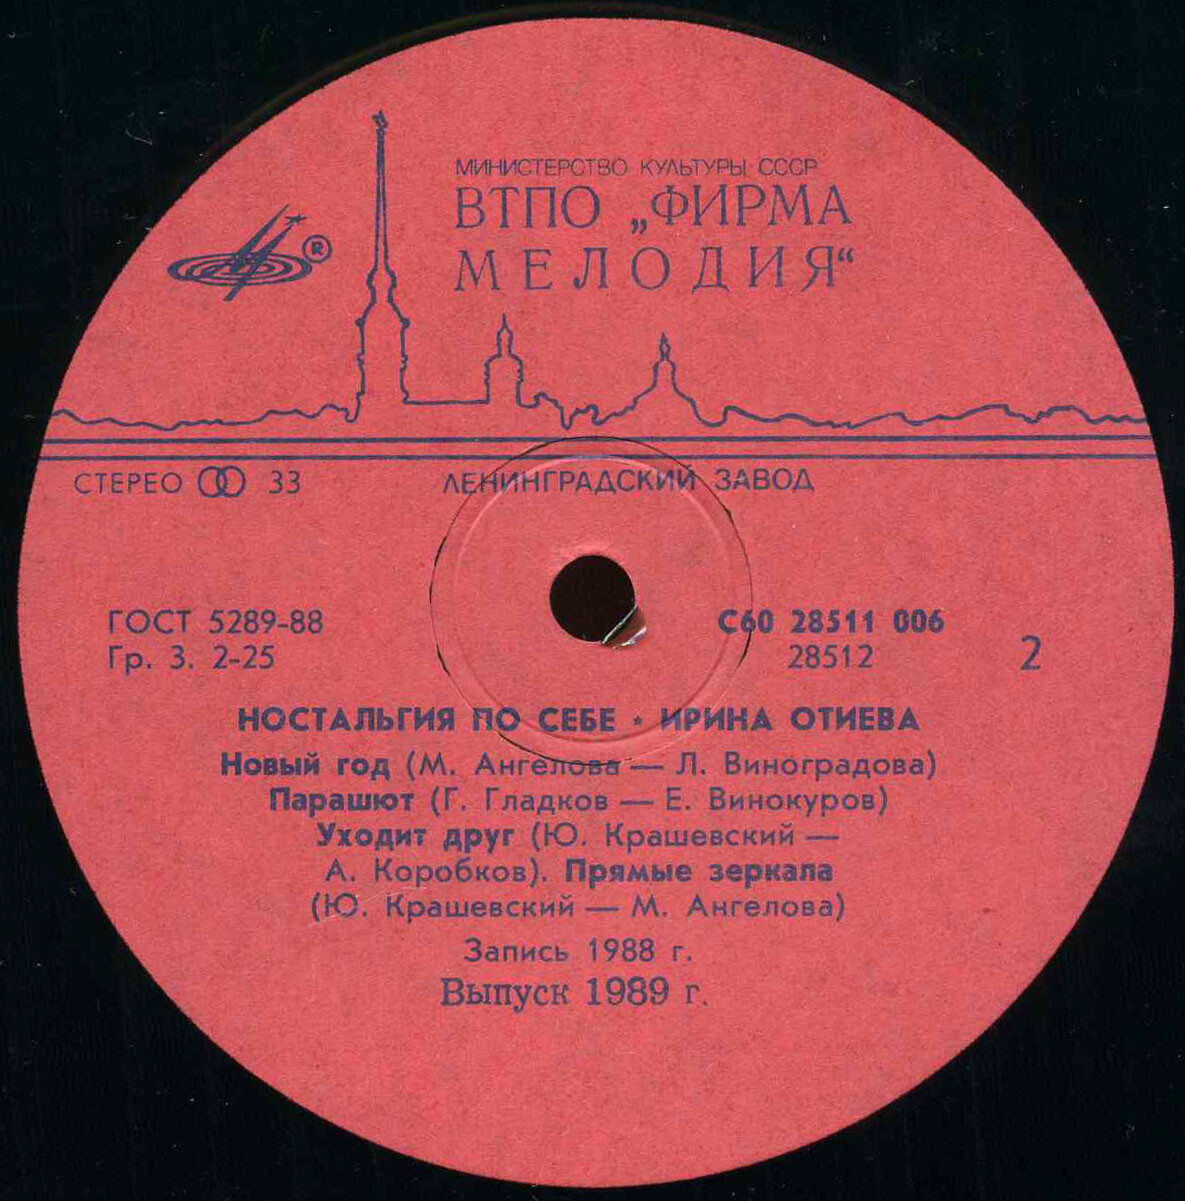 МИНИСТЕРСТВО КУЛЬТУРЫ СССР
ВТПО „ФИРМА
МЕЛОДИЯ“
®
СТЕРЕО 33
ЛЕНИНГРАДСКИЙ ЗАВОД
ГОСТ 5289-88
Гр. 3. 2-25
С60 28511 006
28512
2
НОСТАЛЬГИЯ ПО СЕБЕ ⋆ ИРИНА ОТИЕВА
Новый год (М. Ангелова — Л. Виноградова)
Парашют (Г. Гладков — Е. Винокуров)
Уходит друг (Ю. Крашевский —
А. Коробков). Прямые зеркала
(Ю. Крашевский — М. Ангелова)
Запись 1988 г.
Выпуск 1989 г.